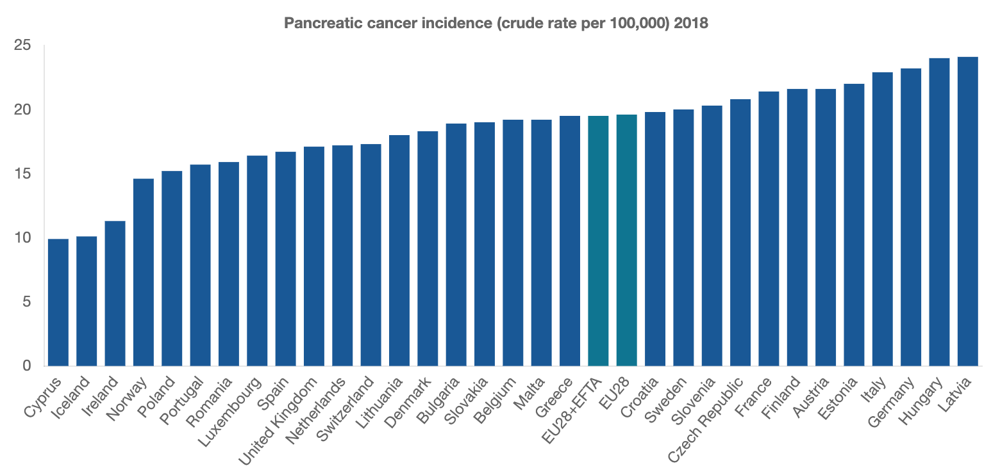 Pancreatic cancer incidence (crude rate per 100,000) 2018
25
20
15
10
5
0
Cyprus
Iceland
Ireland
Norway
Poland
Portugal
Romania
Luxembourg
Spain
United Kingdom
Netherlands
Switzerland
Lithuania
Denmark
Bulgaria
Slovakia
Belgium
Malta
Greece
EU28+EFTA
EU28
Croatia
Sweden
Slovenia
Czech Republic
France
Finland
Austria
Estonia
Italy
Germany
Hungary
Latvia